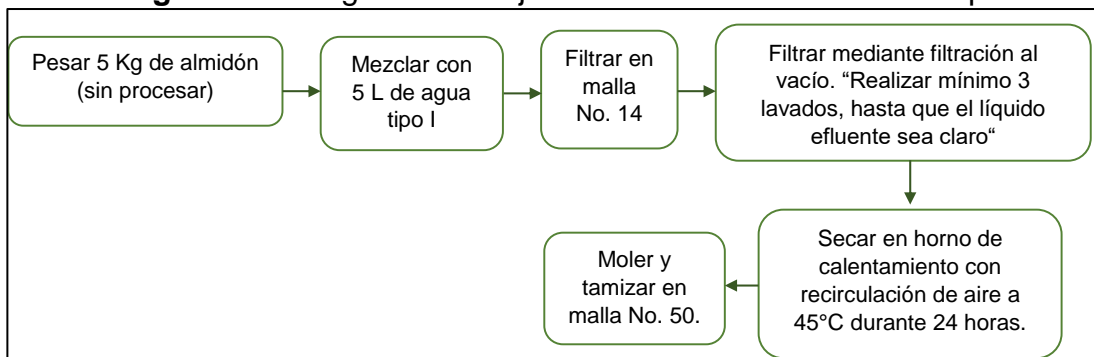 Pesar 5 Kg de almidón
(sin procesar)
Mezclar con
5 L de agua
tipo I
Filtrar en
malla
No. 14
Filtrar mediante filtración al
vacío. “Realizar mínimo 3
lavados, hasta que el líquido
efluente sea claro“
Secar en horno de
calentamiento con
recirculación de aire a
45°C durante 24 horas.
Moler y
tamizar en
malla No. 50.